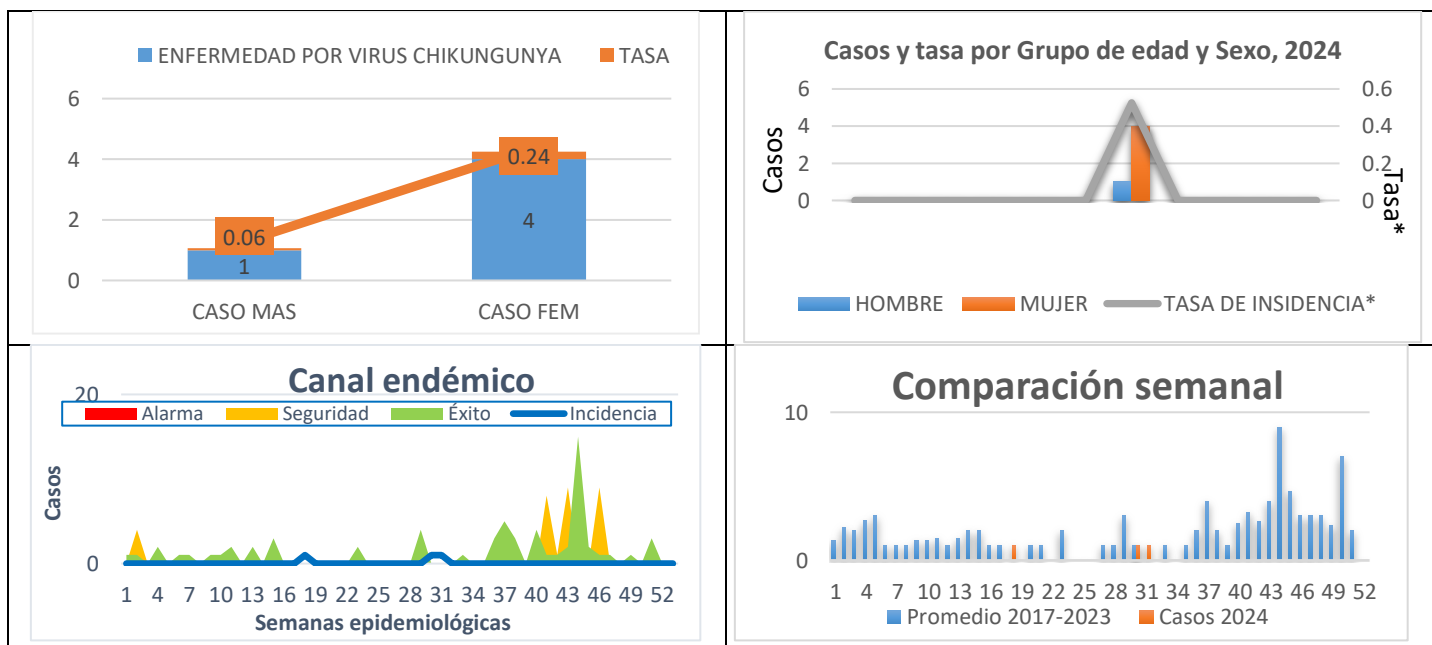 ENFERMEDAD POR VIRUS CHIKUNGUNYA TASA
6
4
2
0
0.06
1
0.24
4
CASO MAS CASO FEM
Casos y tasa por Grupo de edad y Sexo, 2024
6
4
2
0
Casos
0.6
0.4
0.2
0
Tasa*
HOMBRE MUJER TASA DE INSIDENCIA*
Canal endémico
20
0
Alarma Seguridad Éxito Incidencia
Casos
1 4 7 10 13 16 19 22 25 28 31 34 37 40 43 46 49 52
Semanas epidemiológicas
Comparación semanal
10
0
1 4 7 10 13 16 19 22 25 28 31 34 37 40 43 46 49 52
Promedio 2017-2023 Casos 2024